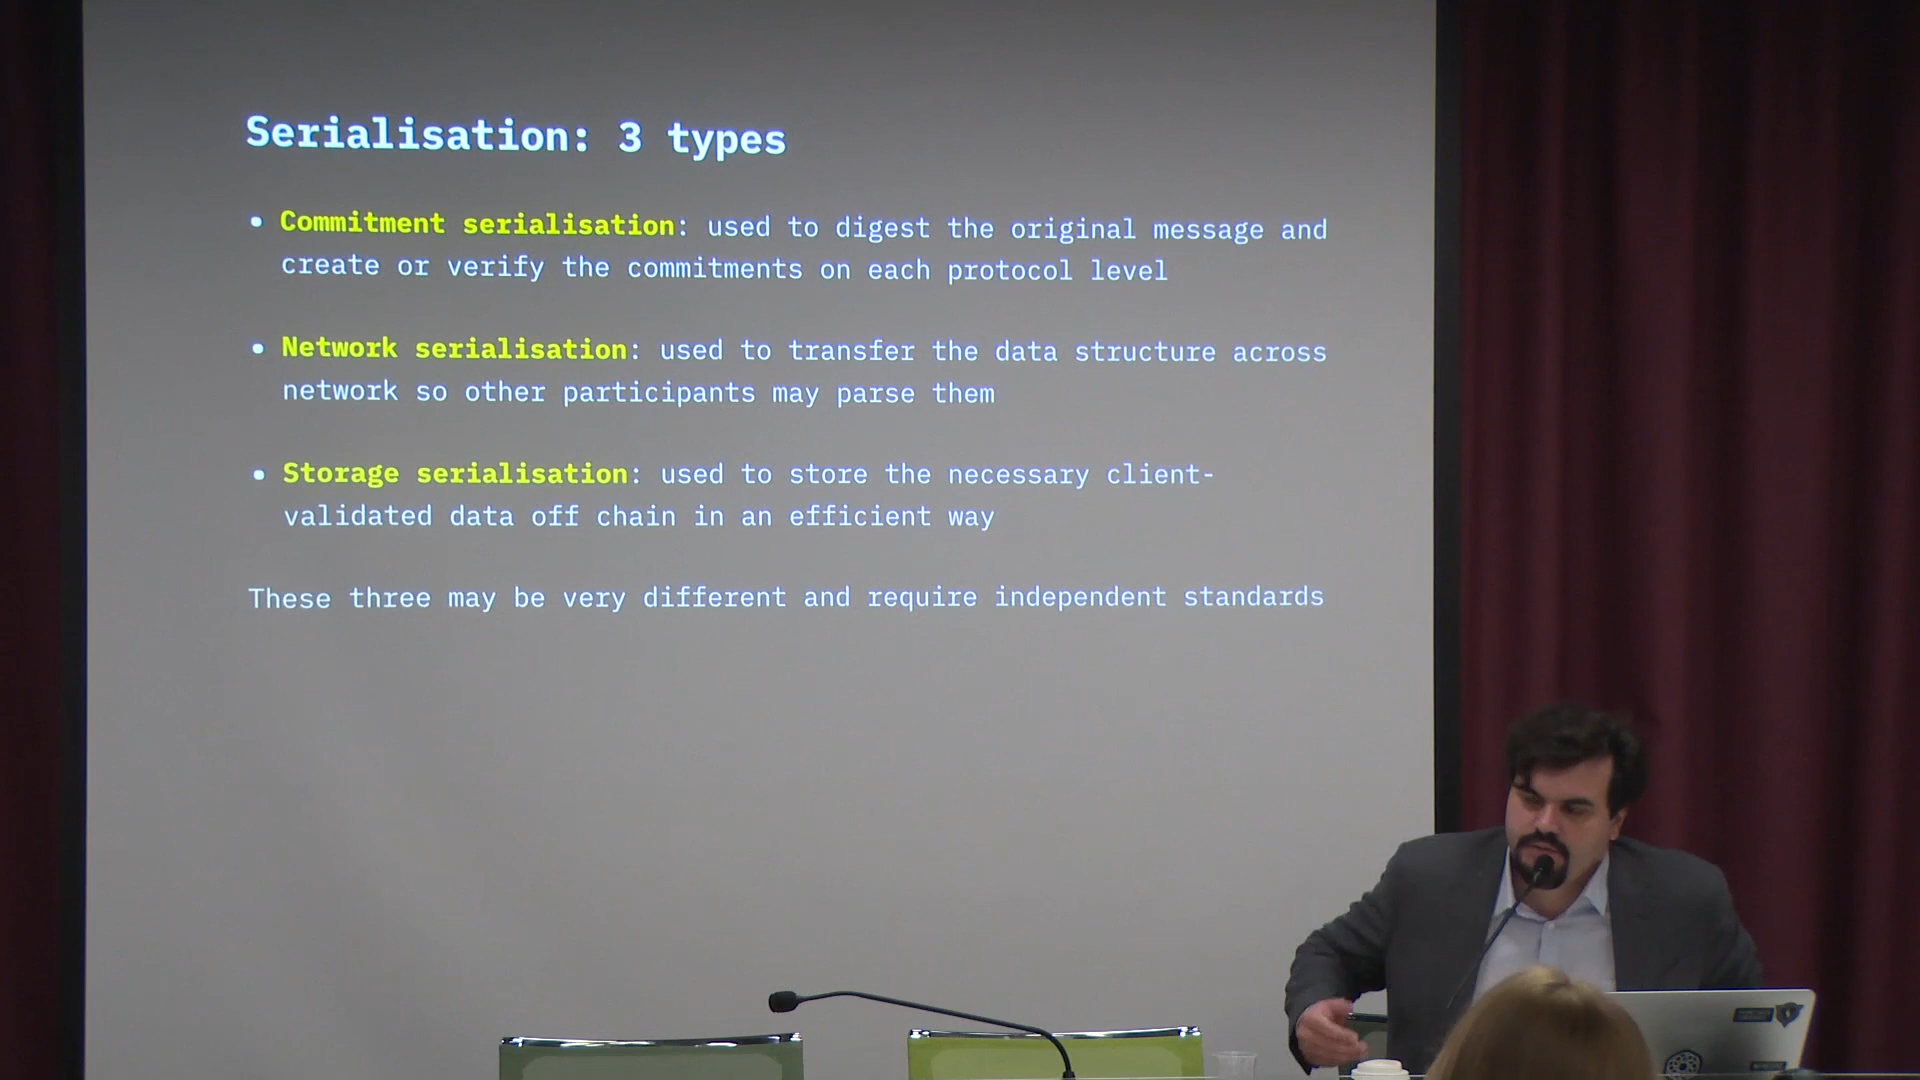 Serialisation: 3 types
• Commitment serialisation: used to digest the original message and
create or verify the commitments on each protocol level
• Network serialisation: used to transfer the data structure across
network so other participants may parse them
• Storage serialisation: used to store the necessary client-
validated data off chain in an efficient way
These three may be very different and require independent standards